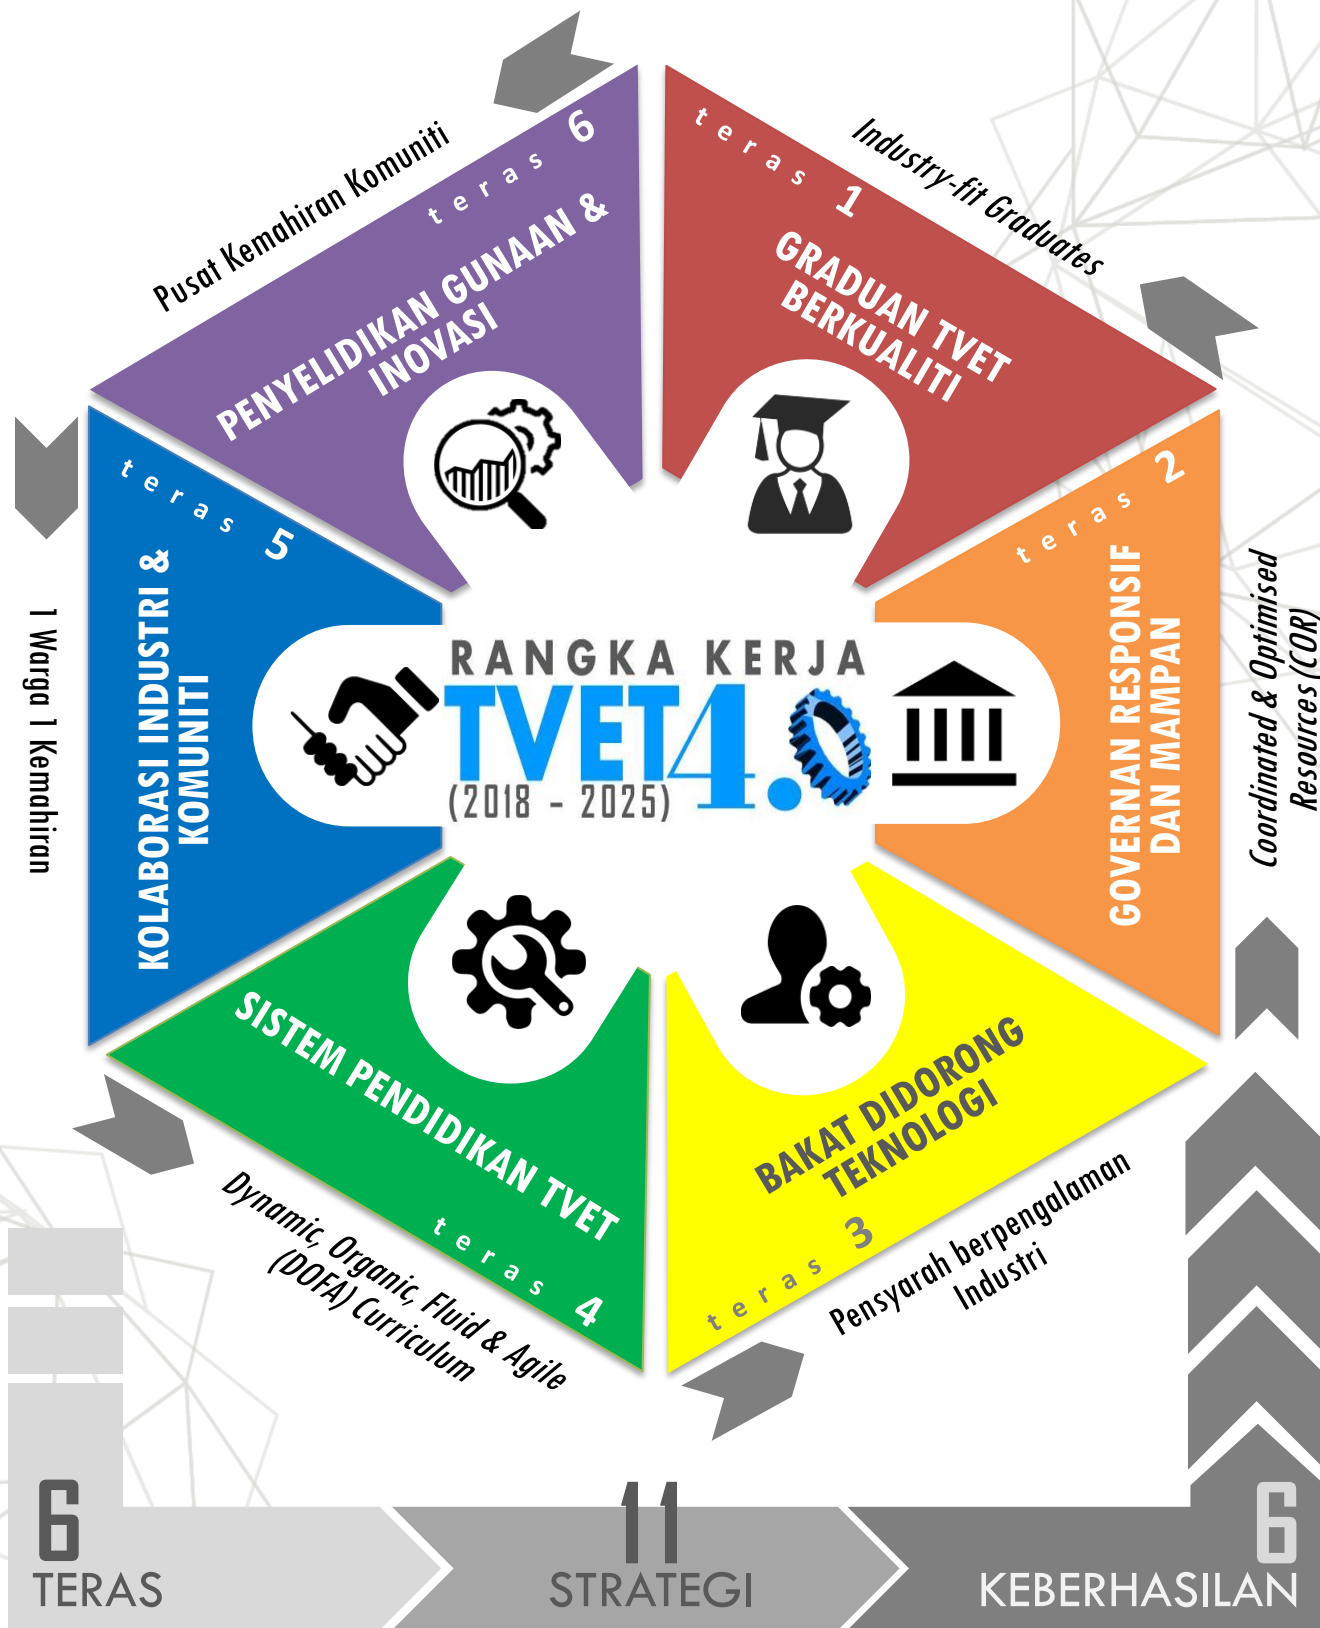 teras 1
GRADUAN TVET
BERKUALITI
Industry-fit Graduates
teras 2
GOVERNAN RESPONSIF
DAN MAMPAN
Coordinated & Optimised
Resources (COR)
teras 3
BAKAT DIDORONG
TEKNOLOGI
Pensyarah berpengalaman
Industri
teras 4
SISTEM PENDIDIKAN TVET
Dynamic, Organic, Fluid & Agile
(DOFA) Curriculum
teras 5
KOLABORASI INDUSTRI &
KOMUNITI
1 Warga 1 Kemahiran
teras 6
PENYELIDIKAN GUNAAN &
INOVASI
Pusat Kemahiran Komuniti
RANGKA KERJA
TVET 4.0
(2018 - 2025)
6
TERAS
11
STRATEGI
6
KEBERHASILAN